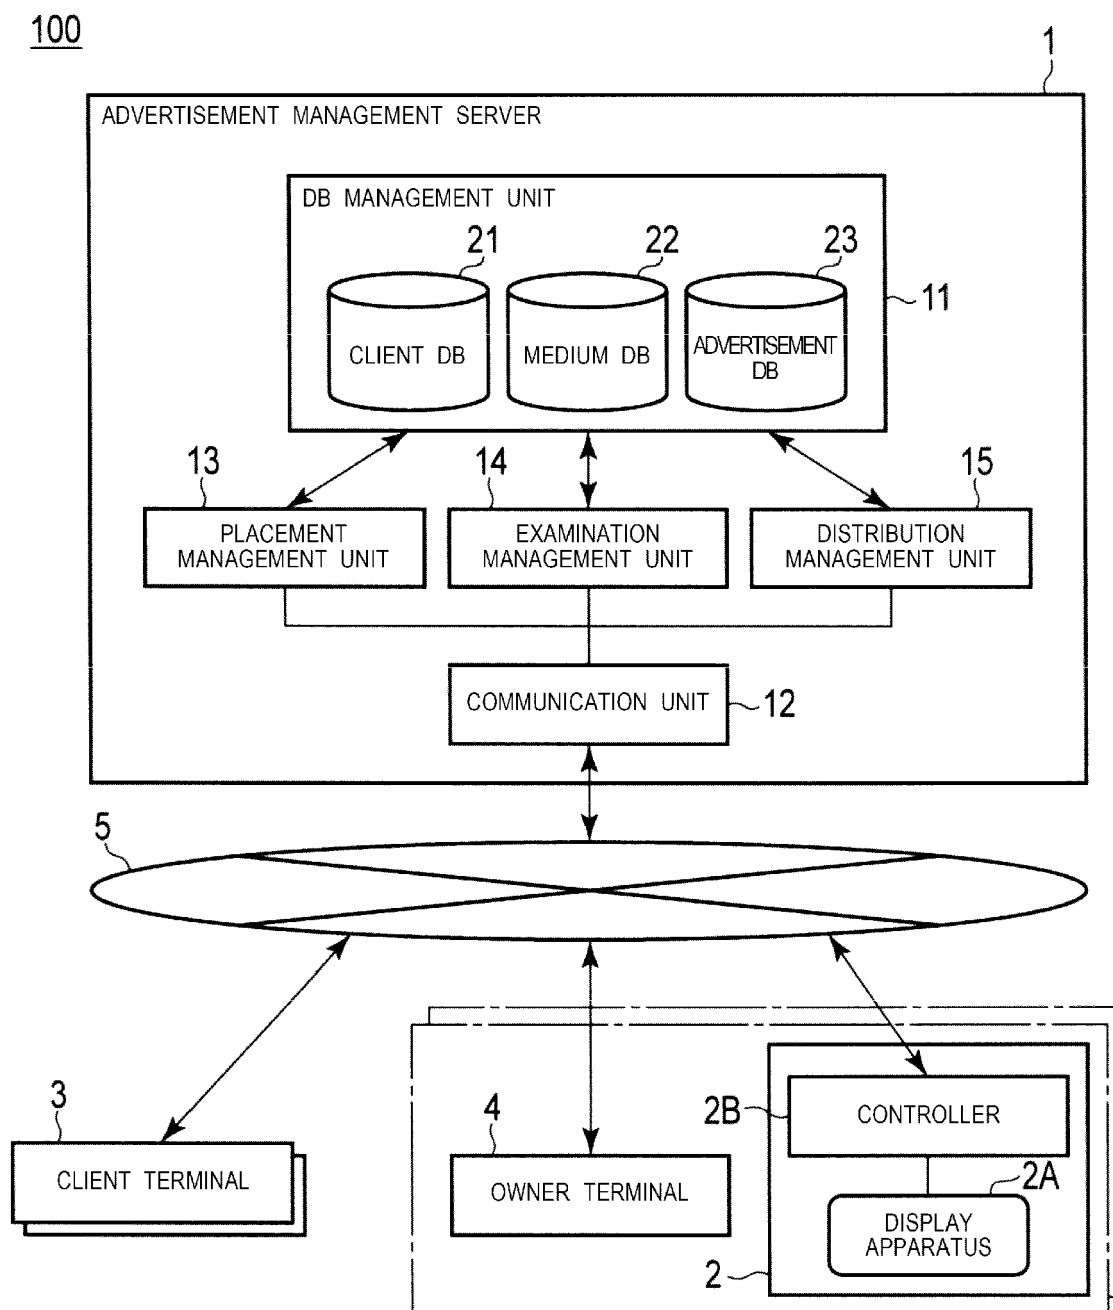 100
1
ADVERTISEMENT MANAGEMENT SERVER
DB MANAGEMENT UNIT
21
22
23
11
CLIENT DB
MEDIUM DB
ADVERTISEMENT
DB
13
14
15
PLACEMENT
MANAGEMENT UNIT
EXAMINATION
MANAGEMENT UNIT
DISTRIBUTION
MANAGEMENT UNIT
COMMUNICATION UNIT
12
5
3
CLIENT TERMINAL
4
OWNER TERMINAL
2B
CONTROLLER
2A
DISPLAY
APPARATUS
2